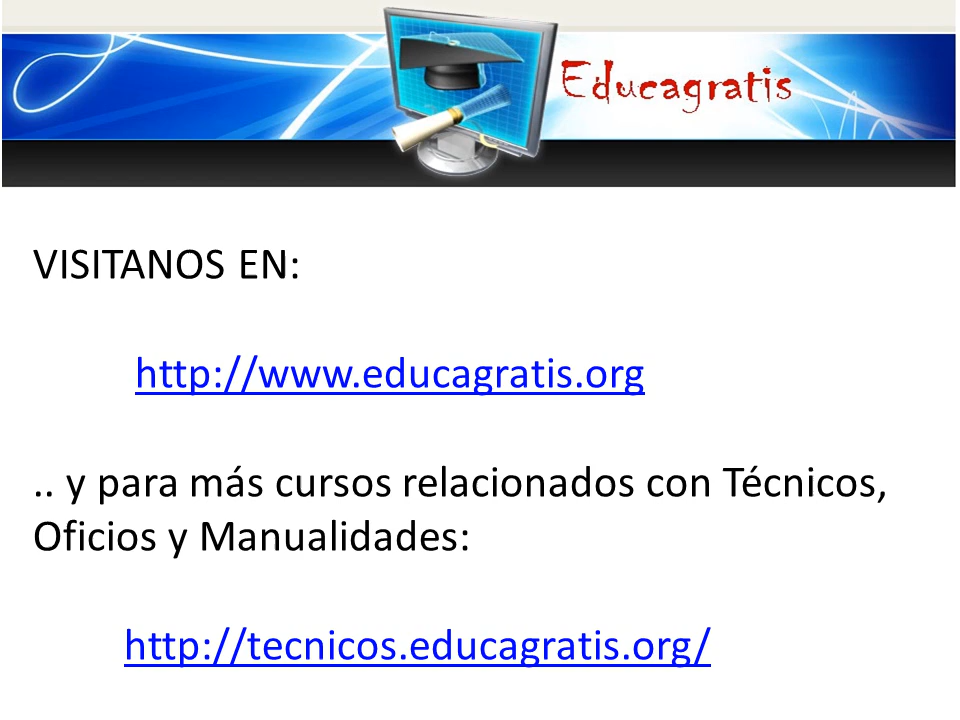 Educagratis
VISITANOS EN:
http://www.educagratis.org
.. y para más cursos relacionados con Técnicos,
Oficios y Manualidades:
http://tecnicos.educagratis.org/